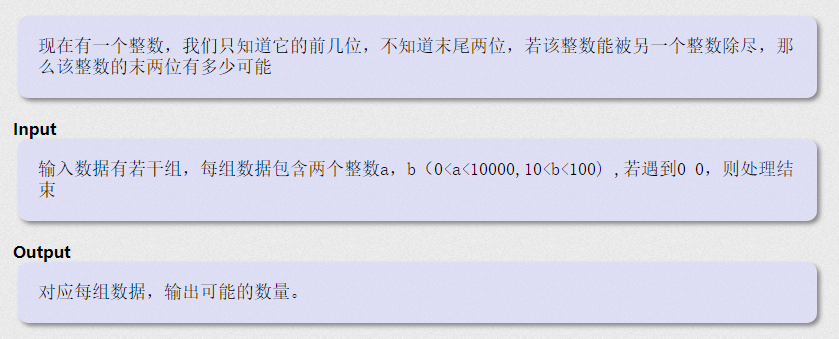 现在有一个整数，我们只知道它的前几位，不知道末尾两位，若该整数能被另一个整数除尽，那
么该整数的末两位有多少可能
Input
输入数据有若干组，每组数据包含两个整数a，b（0<a<10000,10<b<100）,若遇到0 0，则处理结
束
Output
对应每组数据，输出可能的数量。